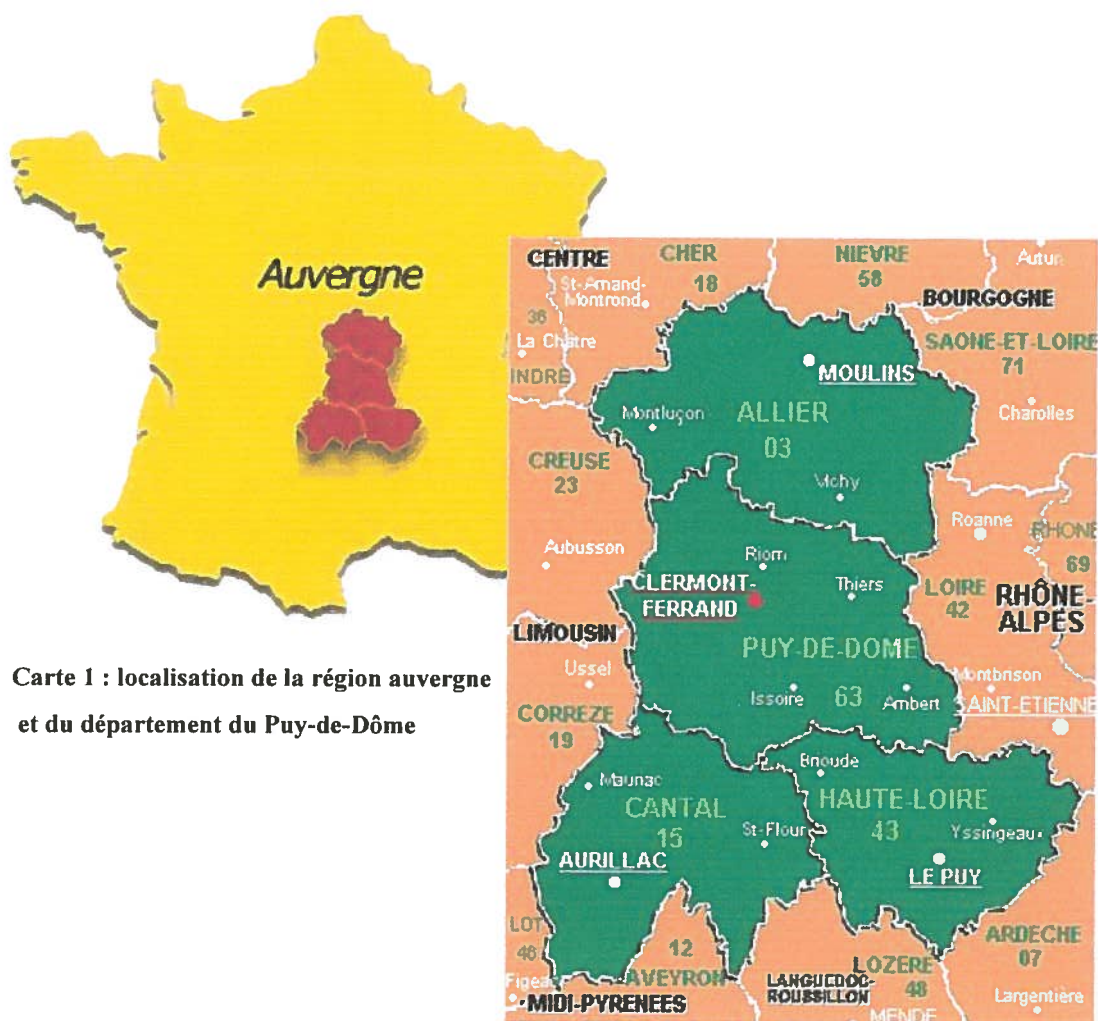 Auvergne
CENTRE
CHER
18
NIEVRE
58
Autun
St-Amand-
Montrond
BOURGOGNE
36
La Châtre
INDRE
SAONE-ET-LOIRE
71
MOULINS
Charolles
Montluçon
ALLIER
03
CREUSE
23
Vichy
Roanne
RHONE
69
Aubusson
Riom
CLERMONT-
FERRAND
Thiers
LOIRE
42
RHÔNE-
ALPES
LIMOUSIN
Ussel
PUY-DE-DOME
Carte 1 : localisation de la région auvergne
et du département du Puy-de-Dôme
Issoire
63
Ambert
Montbrison
SAINT-ETIENNE
CORREZE
19
Brioude
Mauriac
CANTAL
15
HAUTE-LOIRE
43
St-Flour
Yssingeaux
AURILLAC
LE PUY
LOT
46
12
AVEYRON
ARDECHE
07
LOZERE
48
Figeac
MIDI-PYRENEES
LANGUEDOC-
ROUSSILLON
MENDE
Largentière